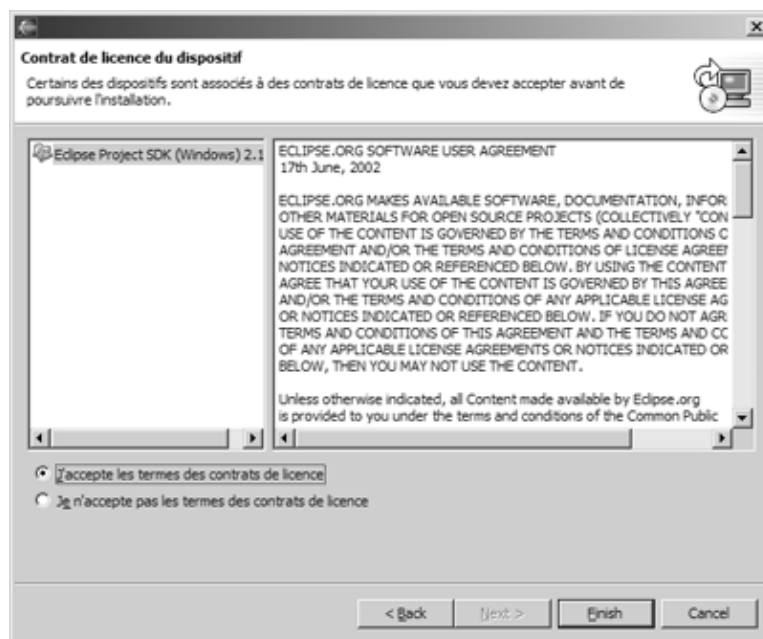 Contrat de licence du dispositif
Certains des dispositifs sont associés à des contrats de licence que vous devez accepter avant de
poursuivre l'installation.
Eclipse Project SDK (Windows) 2.1
ECLIPSE.ORG SOFTWARE USER AGREEMENT
17th June, 2002
ECLIPSE.ORG MAKES AVAILABLE SOFTWARE, DOCUMENTATION, INFOR
OTHER MATERIALS FOR OPEN SOURCE PROJECTS (COLLECTIVELY "CON
USE OF THE CONTENT IS GOVERNED BY THE TERMS AND CONDITIONS O
AGREEMENT AND/OR THE TERMS AND CONDITIONS OF LICENSE AGREEM
NOTICES INDICATED OR REFERENCED BELOW. BY USING THE CONTENT
AGREE THAT YOUR USE OF THE CONTENT IS GOVERNED BY THIS AGREE
AND/OR THE TERMS AND CONDITIONS OF ANY APPLICABLE LICENSE AG
OR NOTICES INDICATED OR REFERENCED BELOW. IF YOU DO NOT AGR
TERMS AND CONDITIONS OF THIS AGREEMENT AND THE TERMS AND CC
OF ANY APPLICABLE LICENSE AGREEMENTS OR NOTICES INDICATED OR
BELOW, THEN YOU MAY NOT USE THE CONTENT.
Unless otherwise indicated, all Content made available by Eclipse.org
is provided to you under the terms and conditions of the Common Public
J'accepte les termes des contrats de licence
Je n'accepte pas les termes des contrats de licence
< Back Next > Finish Cancel